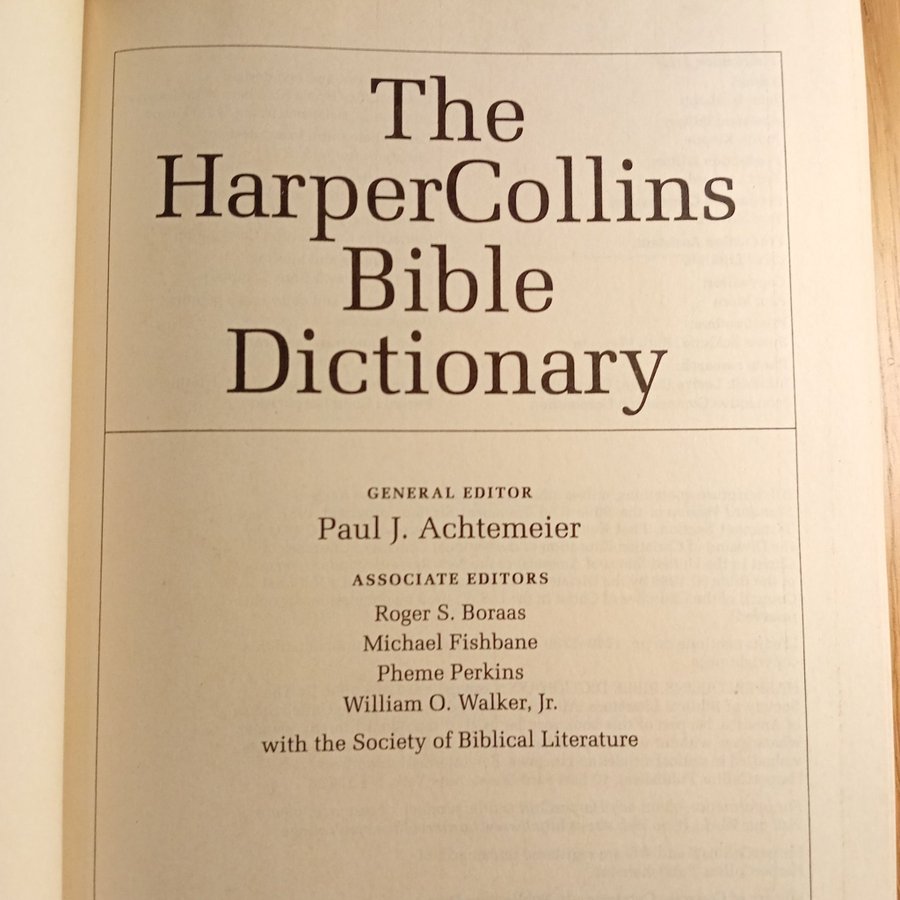 The
HarperCollins
Bible
Dictionary
GENERAL EDITOR
Paul J. Achtemeier
ASSOCIATE EDITORS
Roger S. Boraas
Michael Fishbane
Pheme Perkins
William O. Walker, Jr.
with the Society of Biblical Literature